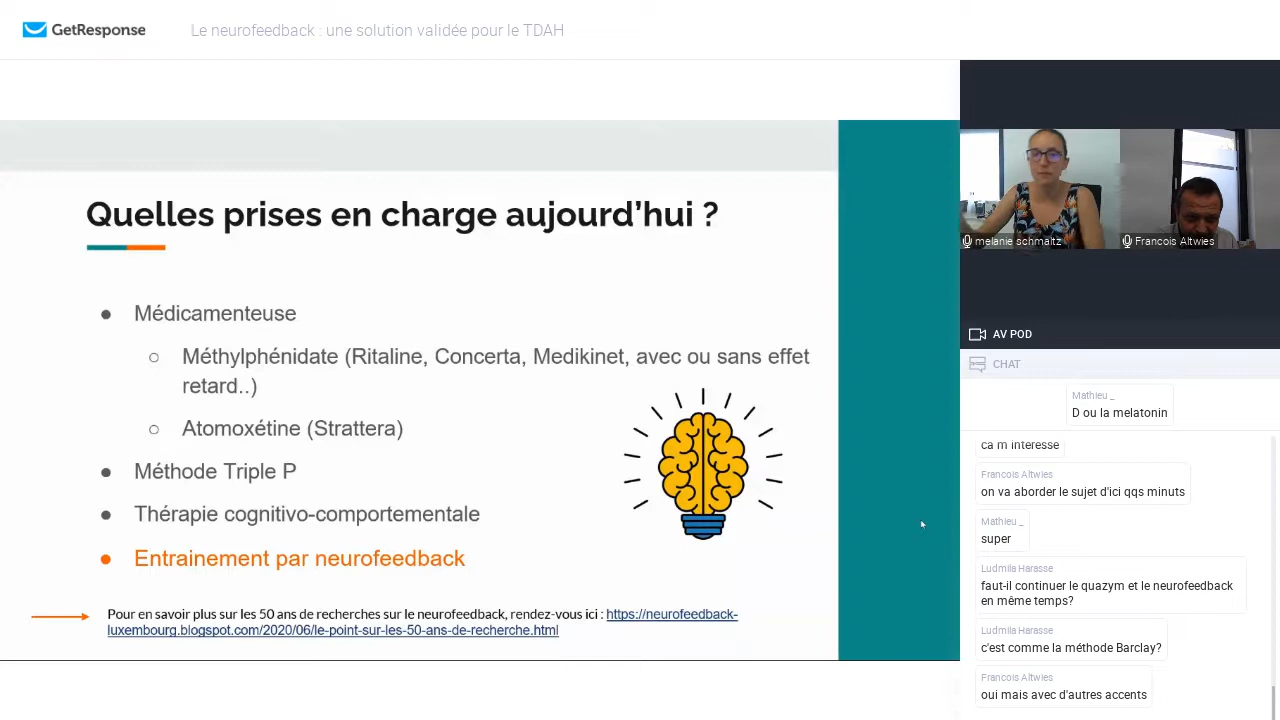 GetResponse
Le neurofeedback : une solution validée pour le TDAH
Quelles prises en charge aujourd’hui ?
● Médicamenteuse
○ Méthylphénidate (Ritaline, Concerta, Medikinet, avec ou sans effet
retard..)
○ Atomoxétine (Strattera)
● Méthode Triple P
● Thérapie cognitivo-comportementale
● Entrainement par neurofeedback
Pour en savoir plus sur les 50 ans de recherches sur le neurofeedback, rendez-vous ici : https://neurofeedback-
luxembourg.blogspot.com/2020/06/le-point-sur-les-50-ans-de-recherche.html
melanie schmaltz
Francois Altwies
AV POD
CHAT
Mathieu _
D ou la melatonin
ca m interesse
Francois Altwies
on va aborder le sujet d'ici qqs minuts
Mathieu _
super
Ludmila Harasse
faut-il continuer le quazym et le neurofeedback
en même temps?
Ludmila Harasse
c'est comme la méthode Barclay?
Francois Altwies
oui mais avec d'autres accents